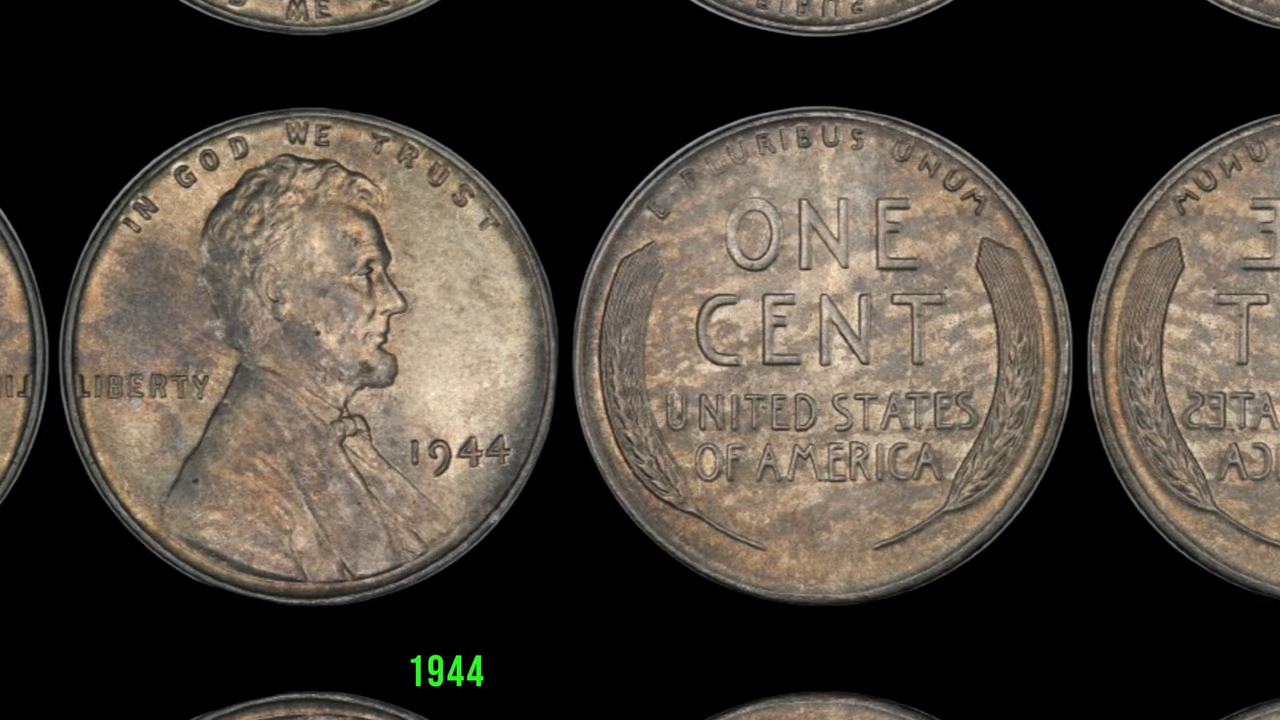 IN GOD WE TRUST
LIBERTY
1944
PLURIBUS UNUM
ONE
CENT
UNITED STATES
OF AMERICA
1944